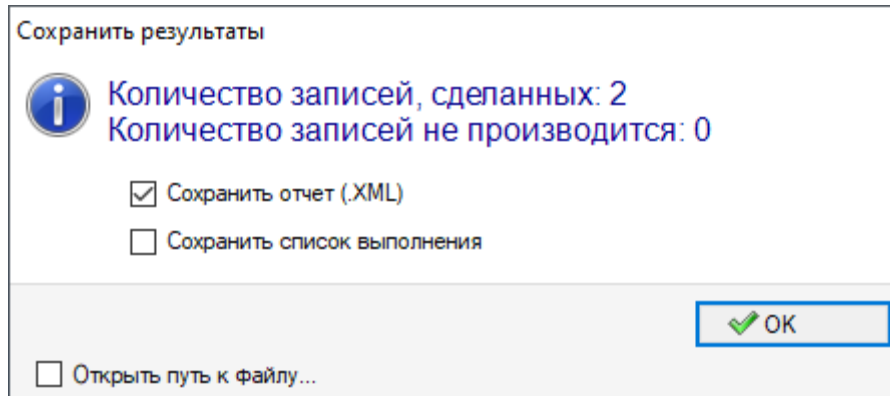 Сохранить результаты
Количество записей, сделанных: 2
Количество записей не производится: 0
Сохранить отчет (.XML)
Сохранить список выполнения
OK
Открыть путь к файлу...